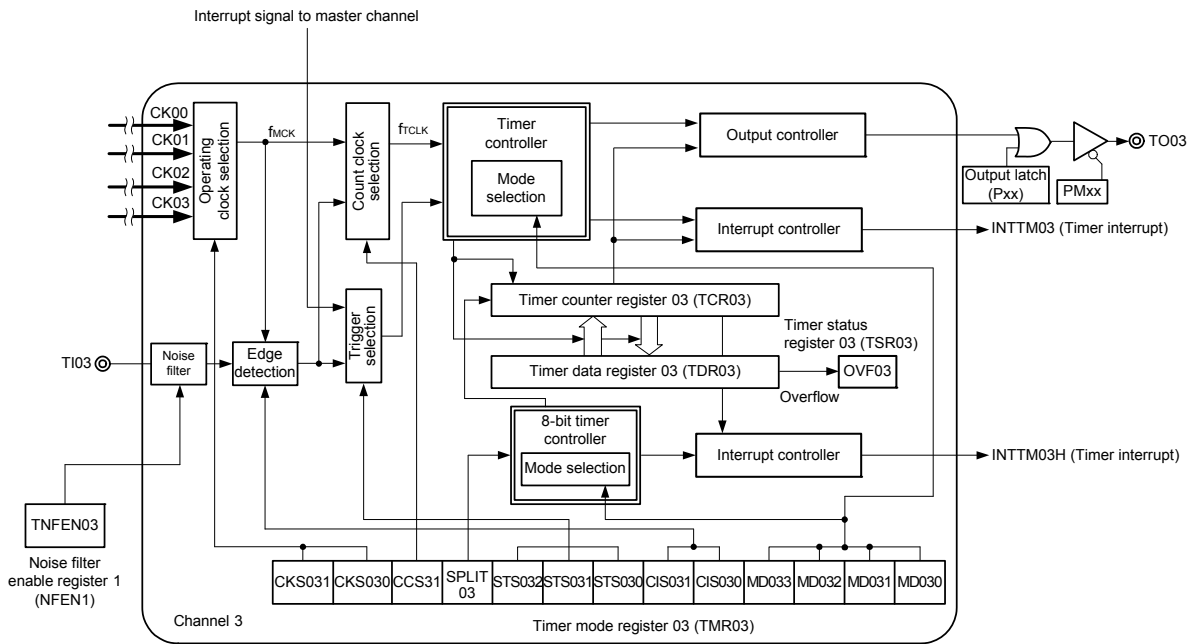 Interrupt signal to master channel
CK00
CK01
CK02
CK03
Operating
clock selection
fMCK
Count clock
selection
fTCLK
Timer
controller
Mode
selection
Output controller
TO03
Output latch
(Pxx)
PMxx
Interrupt controller
INTTM03 (Timer interrupt)
Timer counter register 03 (TCR03)
Trigger
selection
Timer status
register 03 (TSR03)
TI03
Noise
filter
Edge
detection
Timer data register 03 (TDR03)
OVF03
Overflow
8-bit timer
controller
Mode selection
Interrupt controller
INTTM03H (Timer interrupt)
TNFEN03
Noise filter
enable register 1
(NFEN1)
CKS031
CKS030
CCS31
SPLIT
03
STS032
STS031
STS030
CIS031
CIS030
MD033
MD032
MD031
MD030
Channel 3
Timer mode register 03 (TMR03)